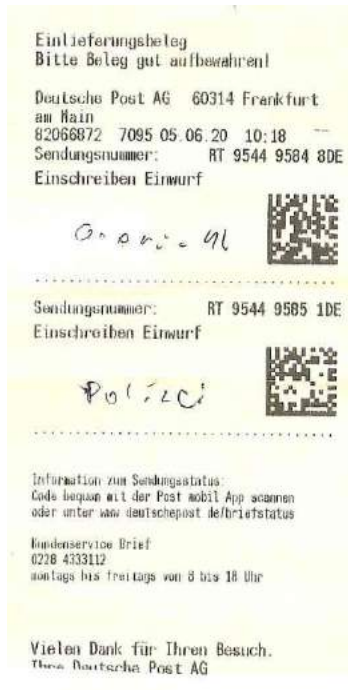 Einlieferungsbeleg
Bitte Beleg gut aufbewahren!
Deutsche Post AG 60314 Frankfurt
am Main
82066872 7095 05.06.20 10:18
Sendungsnummer: RT 9544 9584 8DE
Einschreiben Einwurf
Sendungsnummer: RT 9544 9585 1DE
Einschreiben Einwurf
Polizei
Information zum Sendungsstatus:
Code bequem mit der Post mobil App scannen
oder unter www deutschepost de/briefstatus
Kundenservice Brief
0228 4333112
montags bis freitags von 8 bis 18 Uhr
Vielen Dank für Ihren Besuch.
Ihre Deutsche Post AG